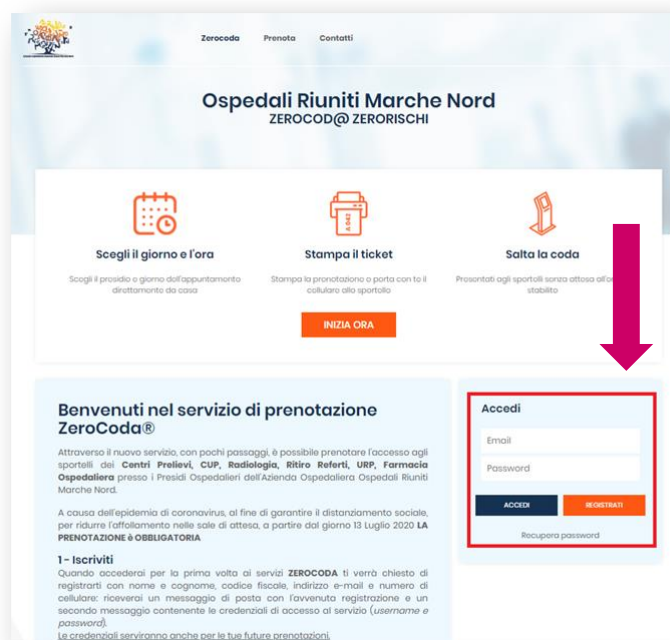 Zerocoda Prenota Contatti
Ospedali Riuniti Marche Nord
ZEROCOD@ ZERORISCHI
Scegli il giorno e l'ora
Scegli il presidio e giorno dell'appuntamento
direttamente da casa
A042
Stampa il ticket
Stampa la prenotazione o porta con te il
cellulare allo sportello
INIZIA ORA
Salta la coda
Presentati agli sportelli senza attesa all'or
stabilito
Benvenuti nel servizio di prenotazione
ZeroCoda®
Attraverso il nuovo servizio, con pochi passaggi, è possibile prenotare l'accesso agli
sportelli dei Centri Prelievi, CUP, Radiologia, Ritiro Referti, URP, Farmacia
Ospedaliera presso i Presidi Ospedalieri dell'Azienda Ospedaliera Ospedali Riuniti
Marche Nord.
A causa dell'epidemia di coronavirus, al fine di garantire il distanziamento sociale,
per ridurre l'affollamento nelle sale di attesa, a partire dal giorno 13 Luglio 2020 LA
PRENOTAZIONE è OBBLIGATORIA
1 - Iscriviti
Quando accederai per la prima volta ai servizi ZEROCODA ti verrà chiesto di
registrarti con nome e cognome, codice fiscale, indirizzo e-mail e numero di
cellulare: riceverai un messaggio di posta con l'avvenuta registrazione e un
secondo messaggio contenente le credenziali di accesso al servizio (username e
password).
Le credenziali serviranno anche per le tue future prenotazioni.
Accedi
Email
Password
ACCEDI REGISTRATI
Recupera password